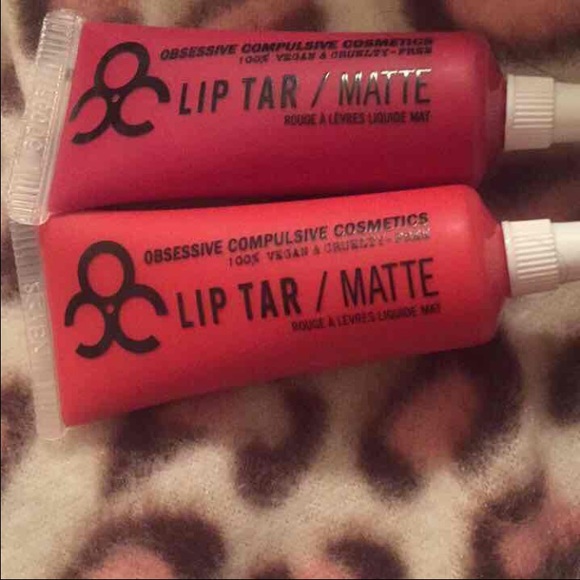 OBSESSIVE COMPULSIVE COSMETICS
100% VEGAN & CRUELTY-FREE
LIP TAR / MATTE
ROUGE À LÈVRES LIQUIDE MAT
OBSESSIVE COMPULSIVE COSMETICS
100% VEGAN & CRUELTY-FREE
LIP TAR / MATTE
ROUGE À LÈVRES LIQUIDE MAT